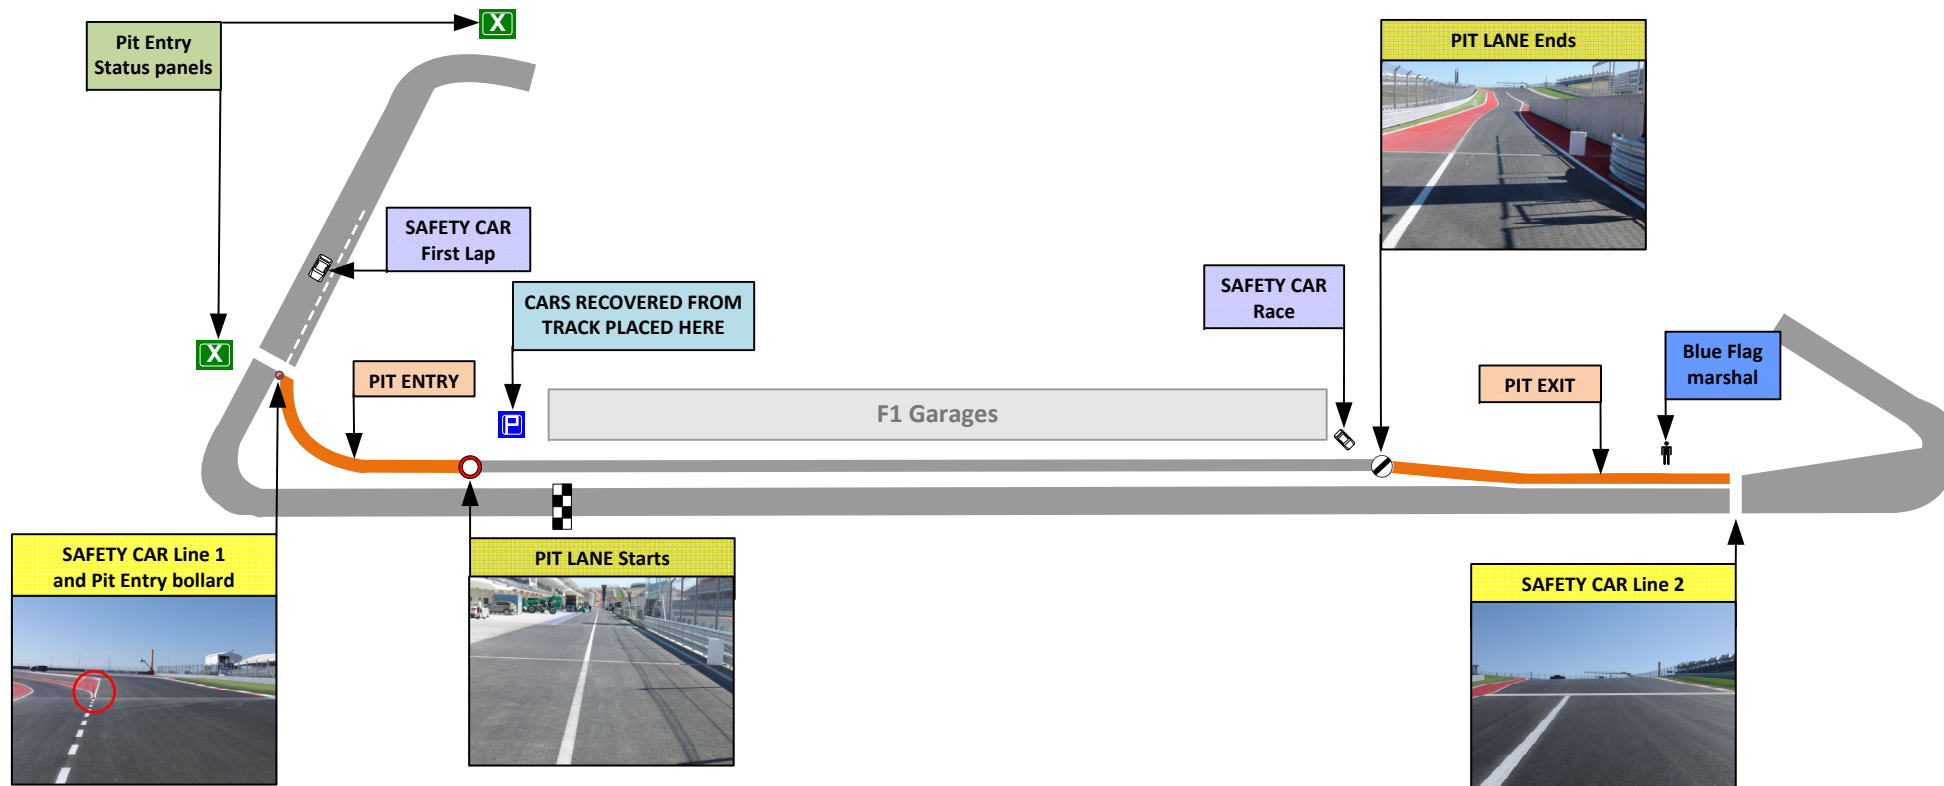 Pit Entry
Status panels
X
PIT LANE Ends
SAFETY CAR
First Lap
CARS RECOVERED FROM
TRACK PLACED HERE
SAFETY CAR
Race
X
PIT ENTRY
P
F1 Garages
PIT EXIT
Blue Flag
marshal
SAFETY CAR Line 1
and Pit Entry bollard
PIT LANE Starts
SAFETY CAR Line 2